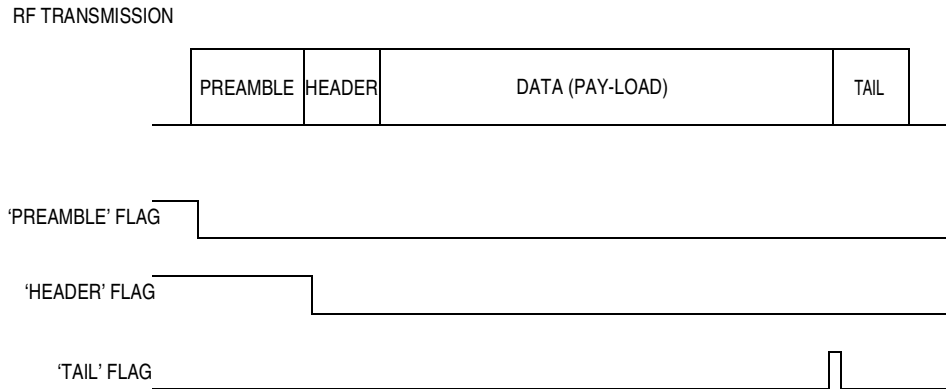 RF TRANSMISSION
PREAMBLE HEADER DATA (PAY-LOAD) TAIL
‘PREAMBLE’ FLAG
‘HEADER’ FLAG
‘TAIL’ FLAG